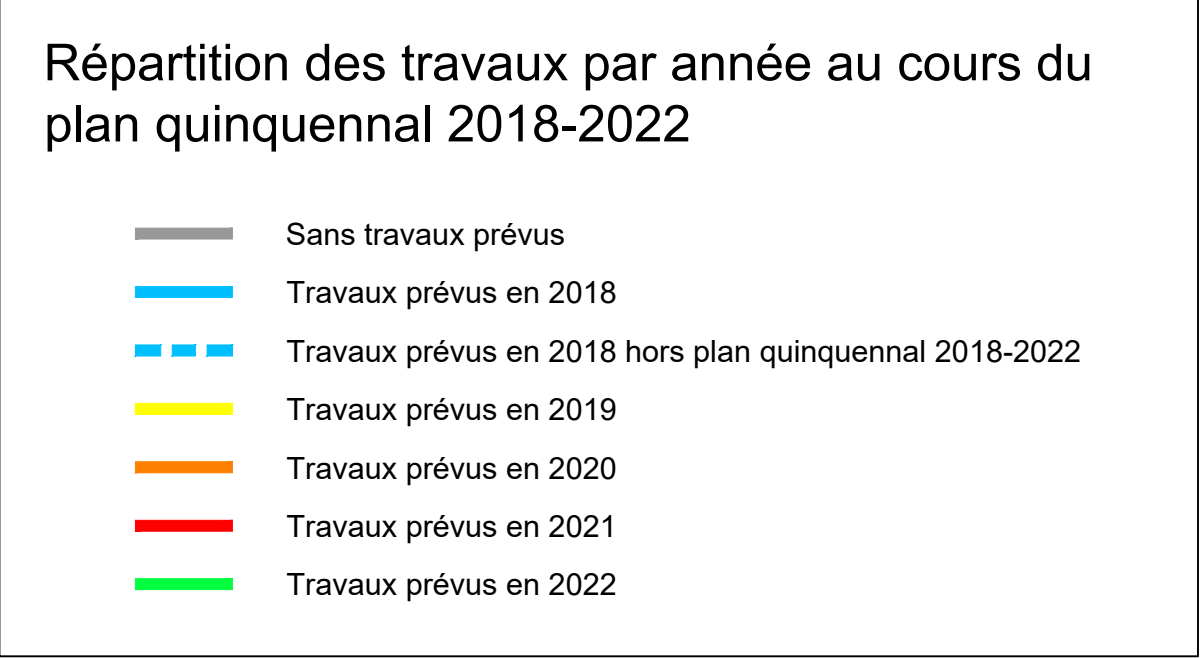 Répartition des travaux par année au cours du
plan quinquennal 2018-2022
Sans travaux prévus
Travaux prévus en 2018
Travaux prévus en 2018 hors plan quinquennal 2018-2022
Travaux prévus en 2019
Travaux prévus en 2020
Travaux prévus en 2021
Travaux prévus en 2022